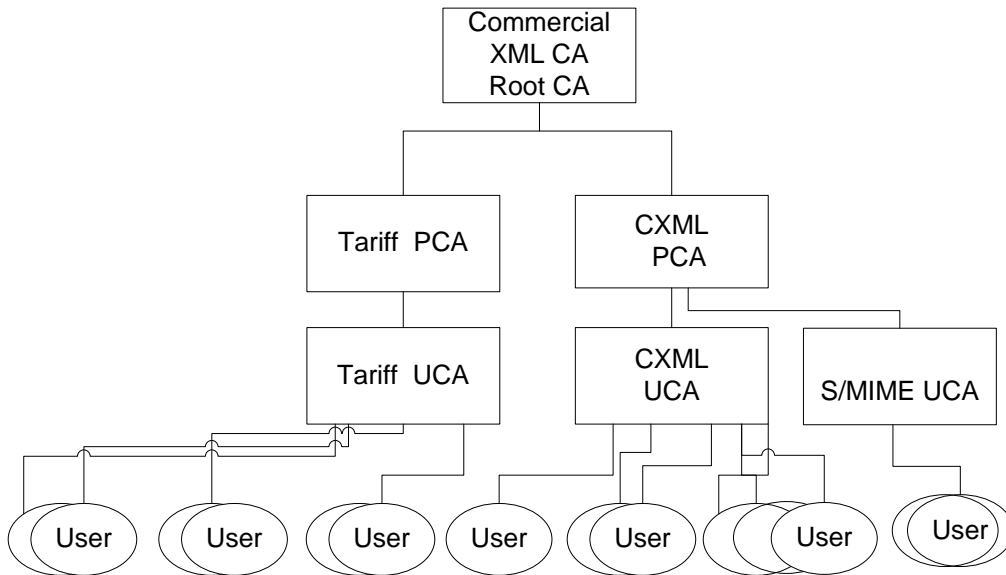 Commercial
XML CA
Root CA
Tariff PCA
CXML
PCA
Tariff UCA
CXML
UCA
S/MIME UCA
User
User
User
User
User
User
User